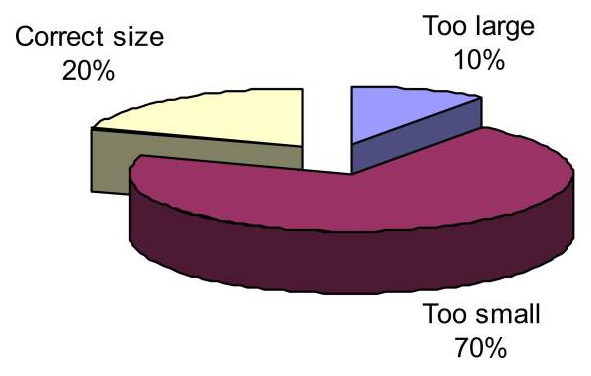 Too large
10%
Correct size
20%
Too small
70%